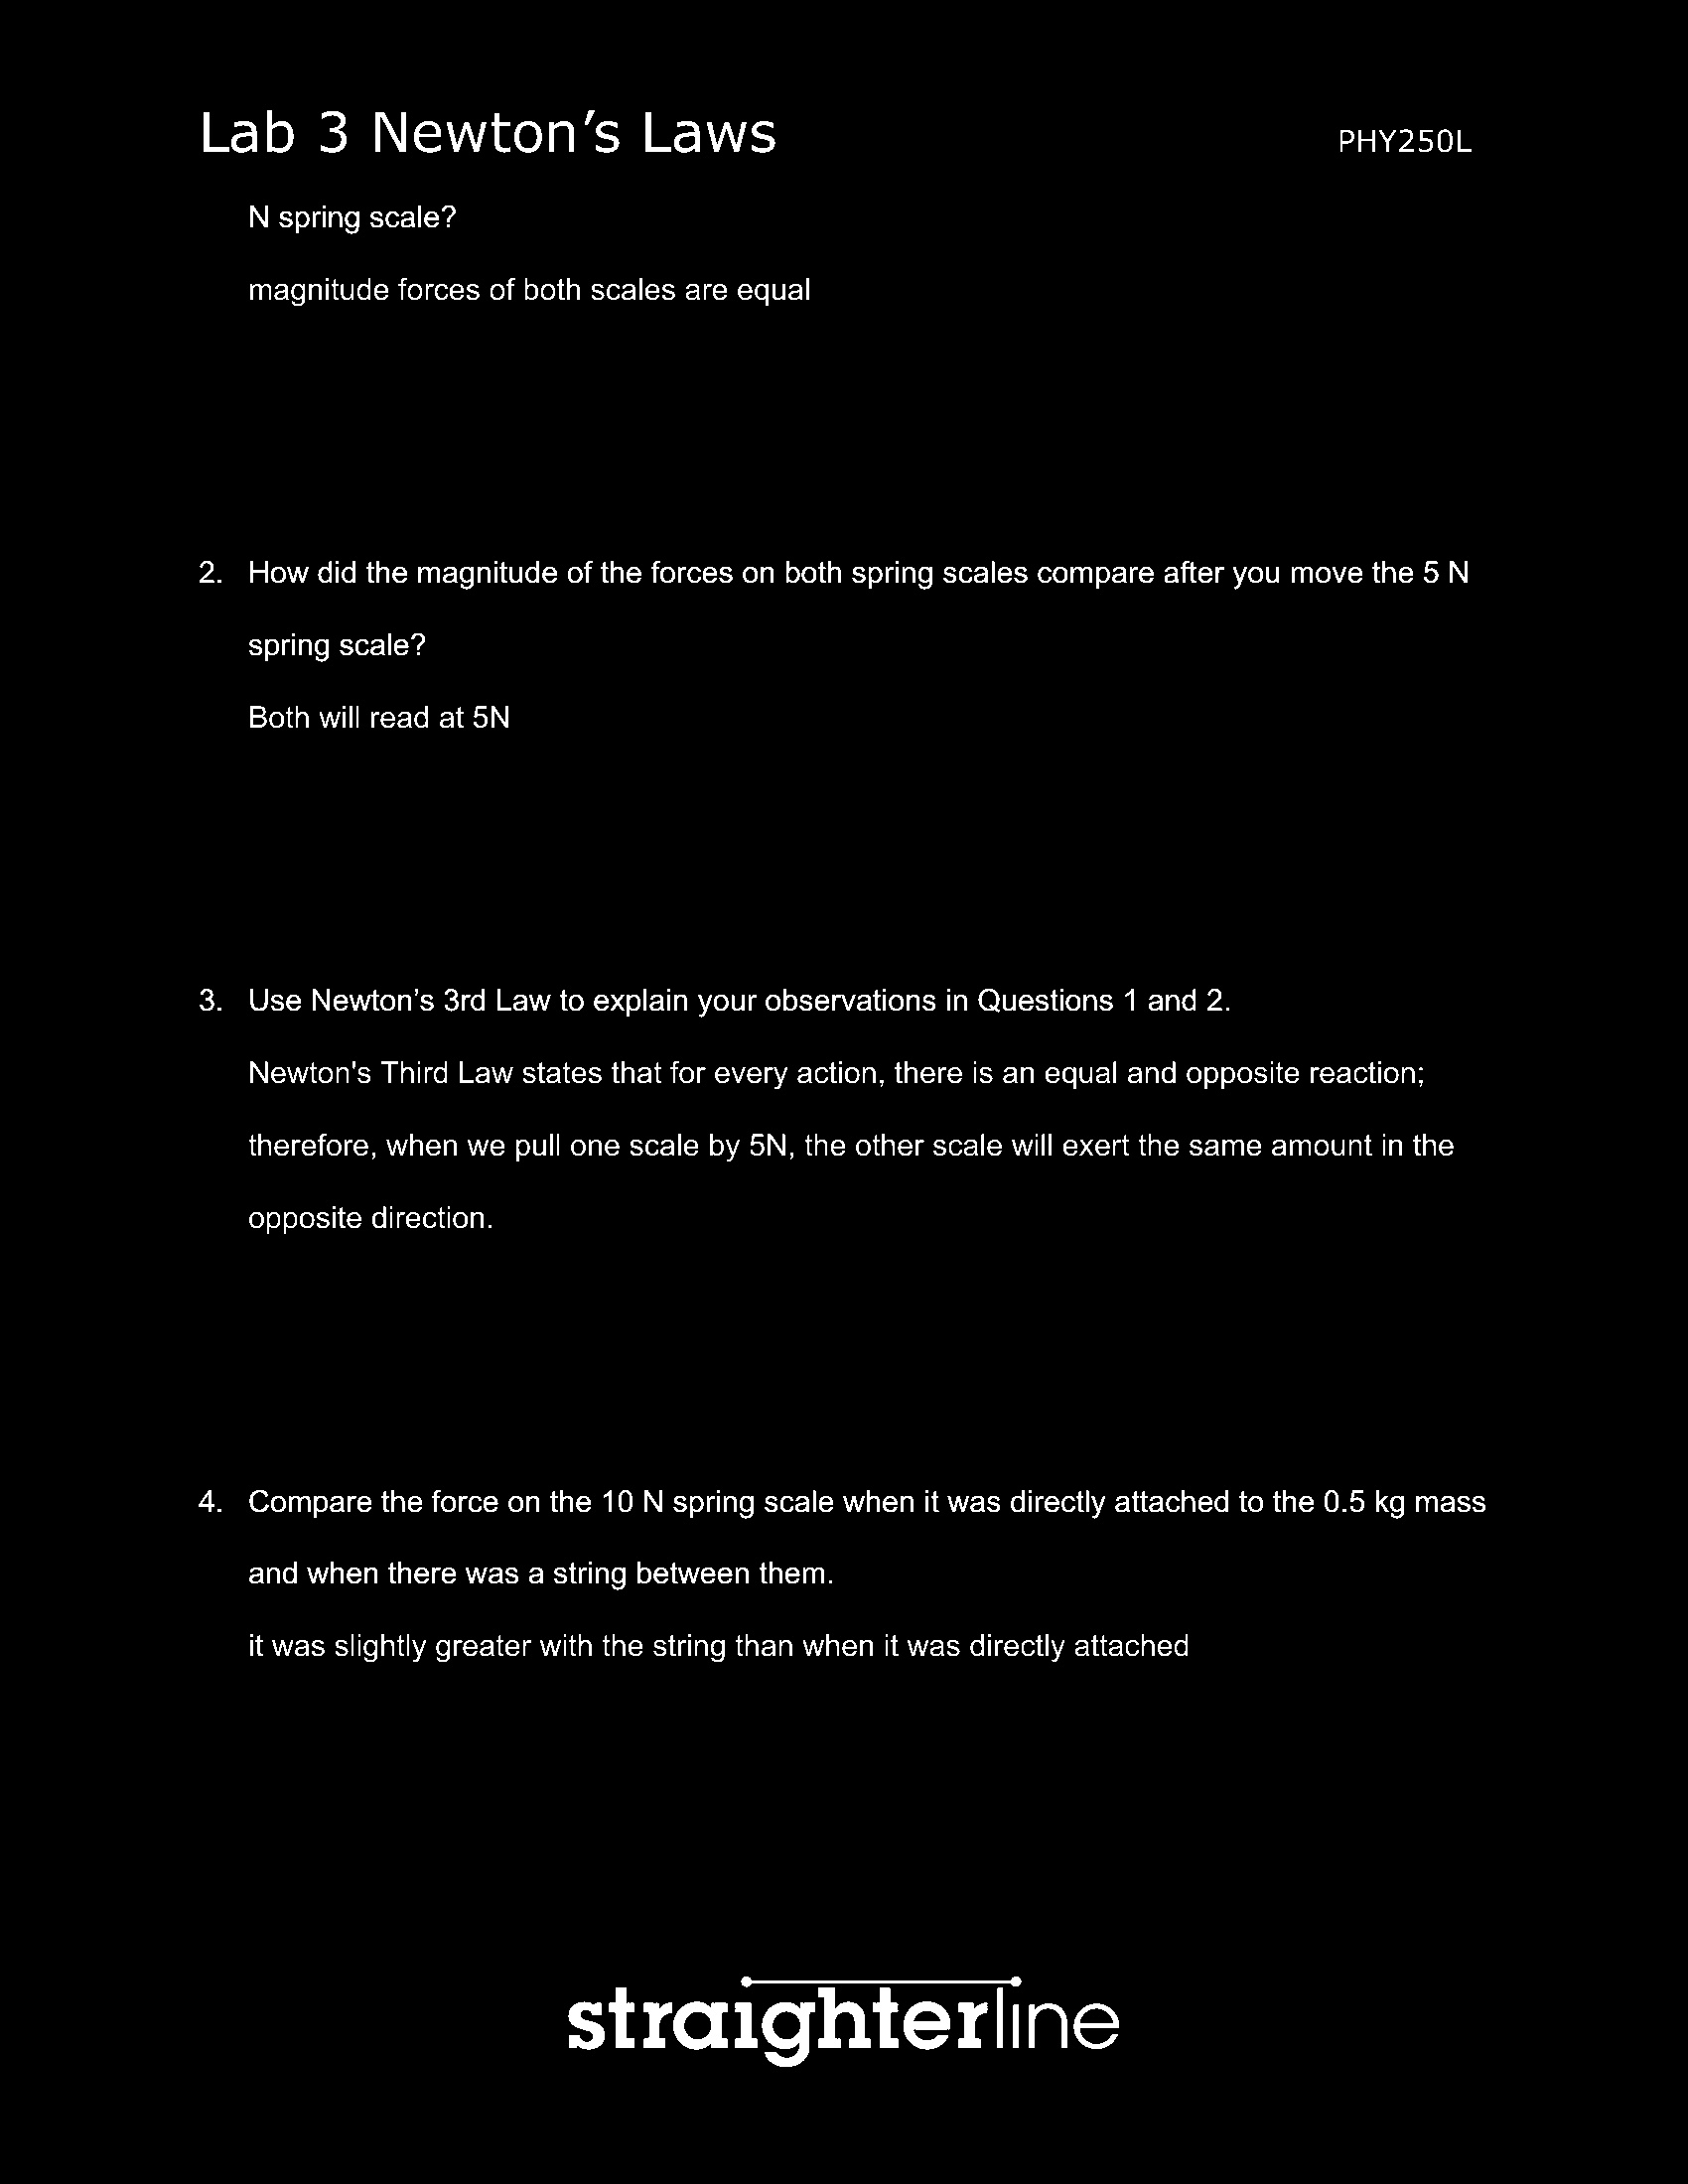 Lab 3 Newton’s Laws
PHY250L
N spring scale?
magnitude forces of both scales are equal
2. How did the magnitude of the forces on both spring scales compare after you move the 5 N
spring scale?
Both will read at 5N
3. Use Newton’s 3rd Law to explain your observations in Questions 1 and 2.
Newton's Third Law states that for every action, there is an equal and opposite reaction;
therefore, when we pull one scale by 5N, the other scale will exert the same amount in the
opposite direction.
4. Compare the force on the 10 N spring scale when it was directly attached to the 0.5 kg mass
and when there was a string between them.
it was slightly greater with the string than when it was directly attached
straighterline